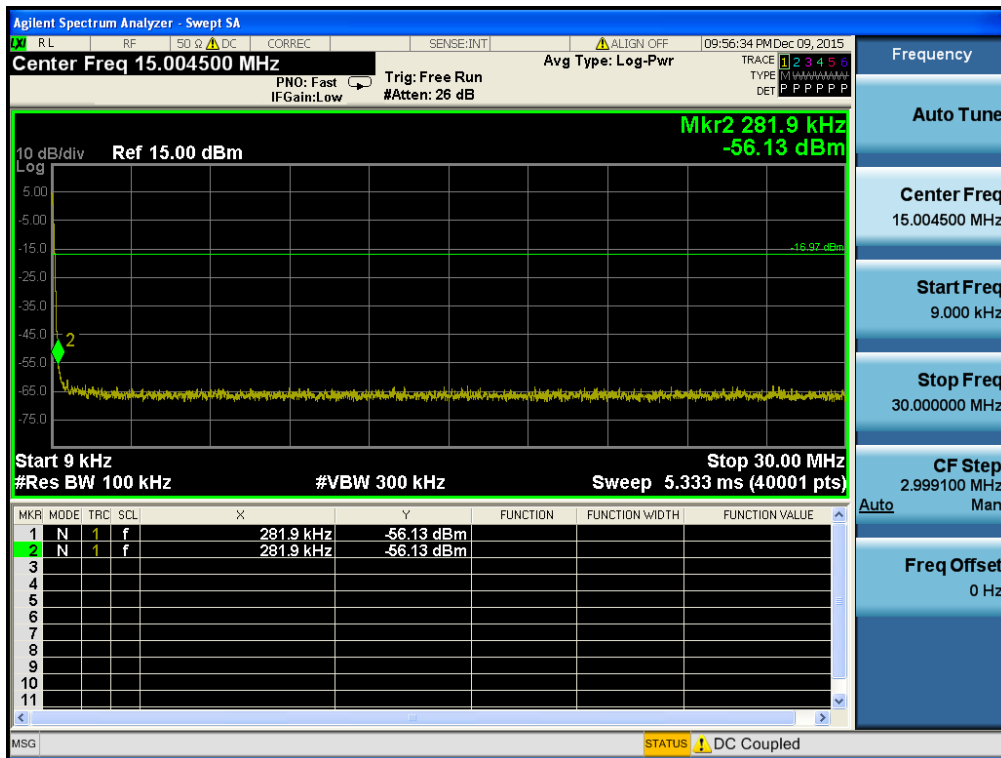 Agilent Spectrum Analyzer - Swept SA
LXI RL RF 50 Ω DC CORREC SENSE:INT ALIGN OFF 09:56:34 PM Dec 09, 2015
Center Freq 15.004500 MHz
PNO: Fast
IFGain:Low
Trig: Free Run
#Atten: 26 dB
Avg Type: Log-Pwr
TRACE 1 2 3 4 5 6
TYPE M
DET P P P P P P
Mkr2 281.9 kHz
-56.13 dBm
10 dB/div Ref 15.00 dBm
Log
5.00
-5.00
-15.0
-16.97 dBm
-25.0
-35.0
-45.0
2
-55.0
-65.0
-75.0
Start 9 kHz Stop 30.00 MHz
#Res BW 100 kHz #VBW 300 kHz Sweep 5.333 ms (40001 pts)
MKR MODE TRC SCL X Y FUNCTION FUNCTION WIDTH FUNCTION VALUE
1 N 1 f 281.9 kHz -56.13 dBm
2 N 1 f 281.9 kHz -56.13 dBm
3
4
5
6
7
8
9
10
11
MSG STATUS DC Coupled
Frequency
Auto Tune
Center Freq
15.004500 MHz
Start Freq
9.000 kHz
Stop Freq
30.000000 MHz
CF Step
2.999100 MHz
Auto Man
Freq Offset
0 Hz